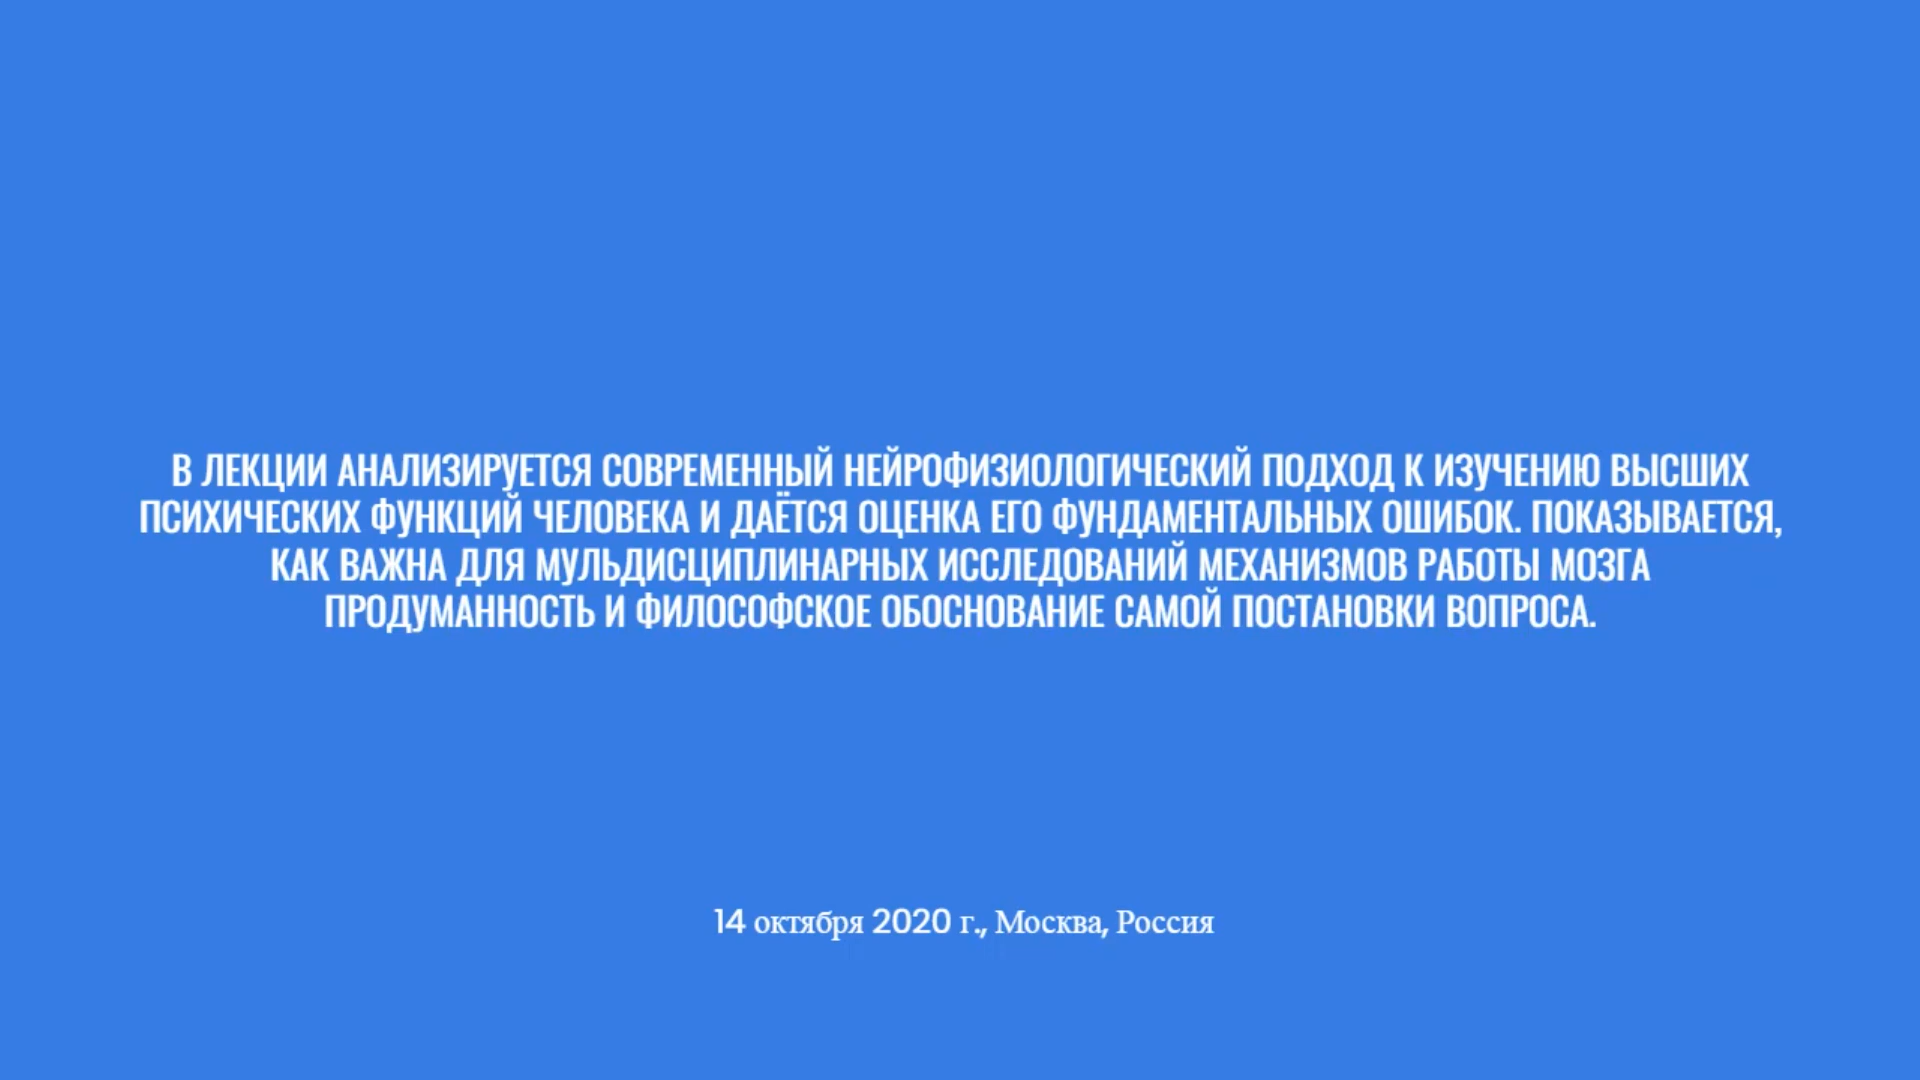 В ЛЕКЦИИ АНАЛИЗИРУЕТСЯ СОВРЕМЕННЫЙ НЕЙРОФИЗИОЛОГИЧЕСКИЙ ПОДХОД К ИЗУЧЕНИЮ ВЫСШИХ
ПСИХИЧЕСКИХ ФУНКЦИЙ ЧЕЛОВЕКА И ДАЁТСЯ ОЦЕНКА ЕГО ФУНДАМЕНТАЛЬНЫХ ОШИБОК. ПОКАЗЫВАЕТСЯ,
КАК ВАЖНА ДЛЯ МУЛЬДИСЦИПЛИНАРНЫХ ИССЛЕДОВАНИЙ МЕХАНИЗМОВ РАБОТЫ МОЗГА
ПРОДУМАННОСТЬ И ФИЛОСОФСКОЕ ОБОСНОВАНИЕ САМОЙ ПОСТАНОВКИ ВОПРОСА.
14 октября 2020 г., Москва, Россия